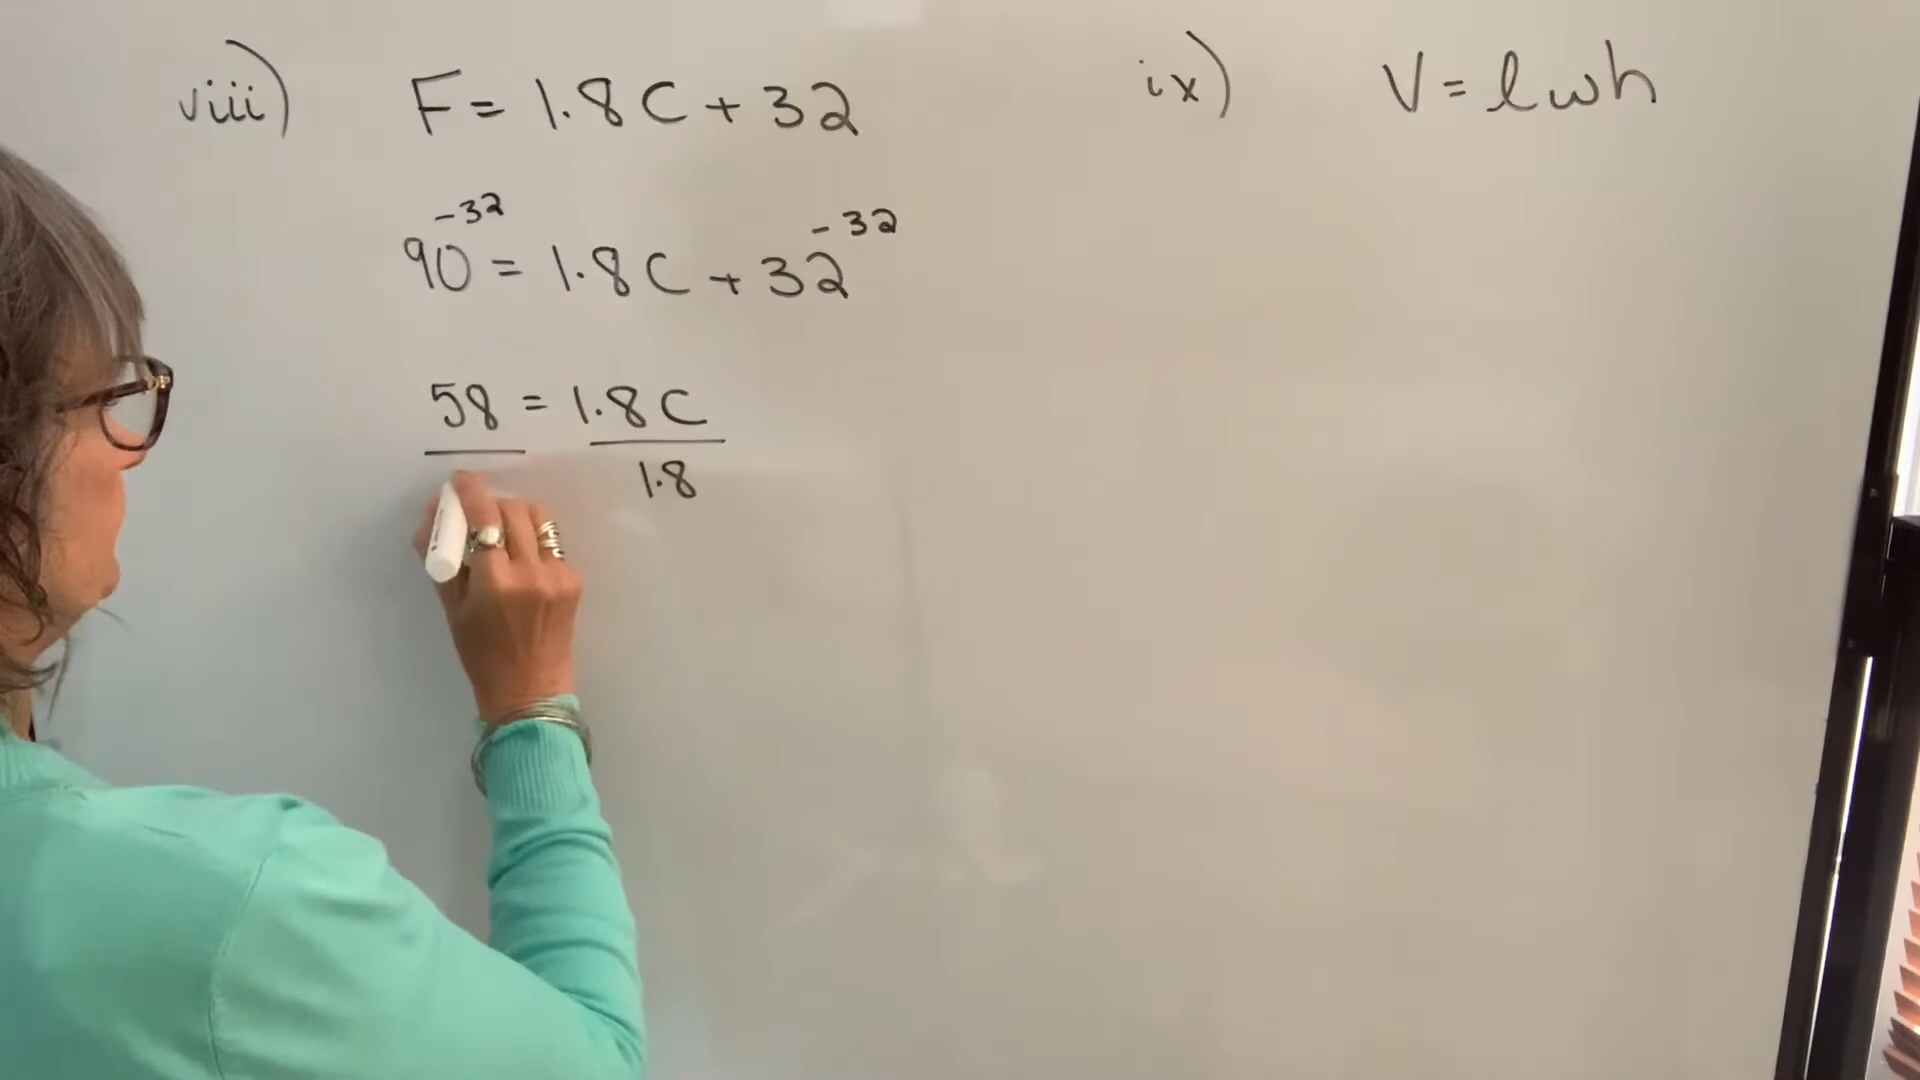 viii) F = 1.8C + 32
-32 -32
90 = 1.8C + 32
58 = 1.8C
1.8
ix) V = lwh